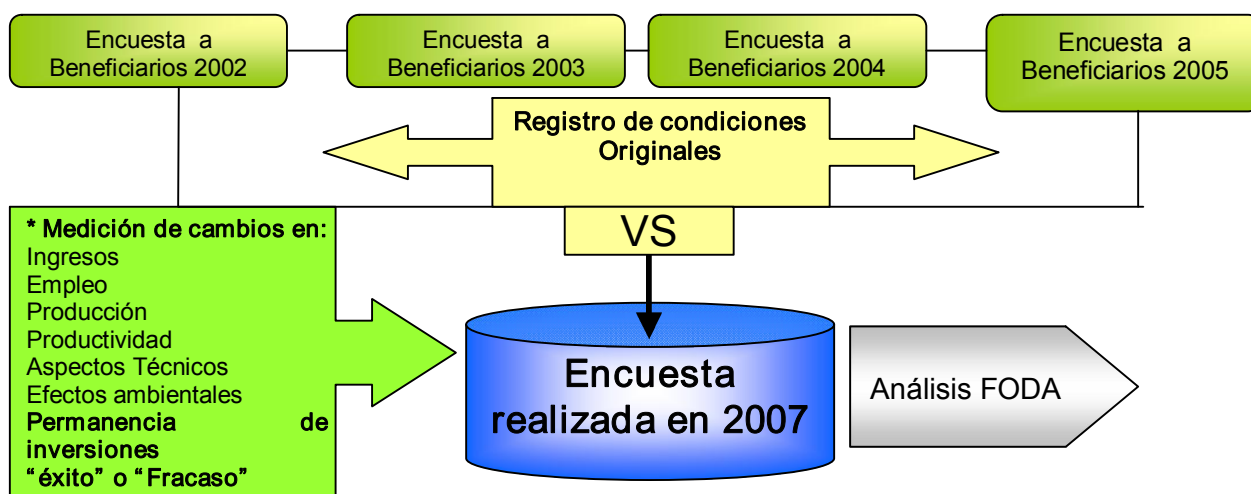 Encuesta a
Beneficiarios 2002
Encuesta a
Beneficiarios 2003
Encuesta a
Beneficiarios 2004
Encuesta a
Beneficiarios 2005
Registro de condiciones
Originales
VS
* Medición de cambios en:
Ingresos
Empleo
Producción
Productividad
Aspectos Técnicos
Efectos ambientales
Permanencia de
inversiones
“éxito” o “Fracaso”
Encuesta
realizada en 2007
Análisis FODA